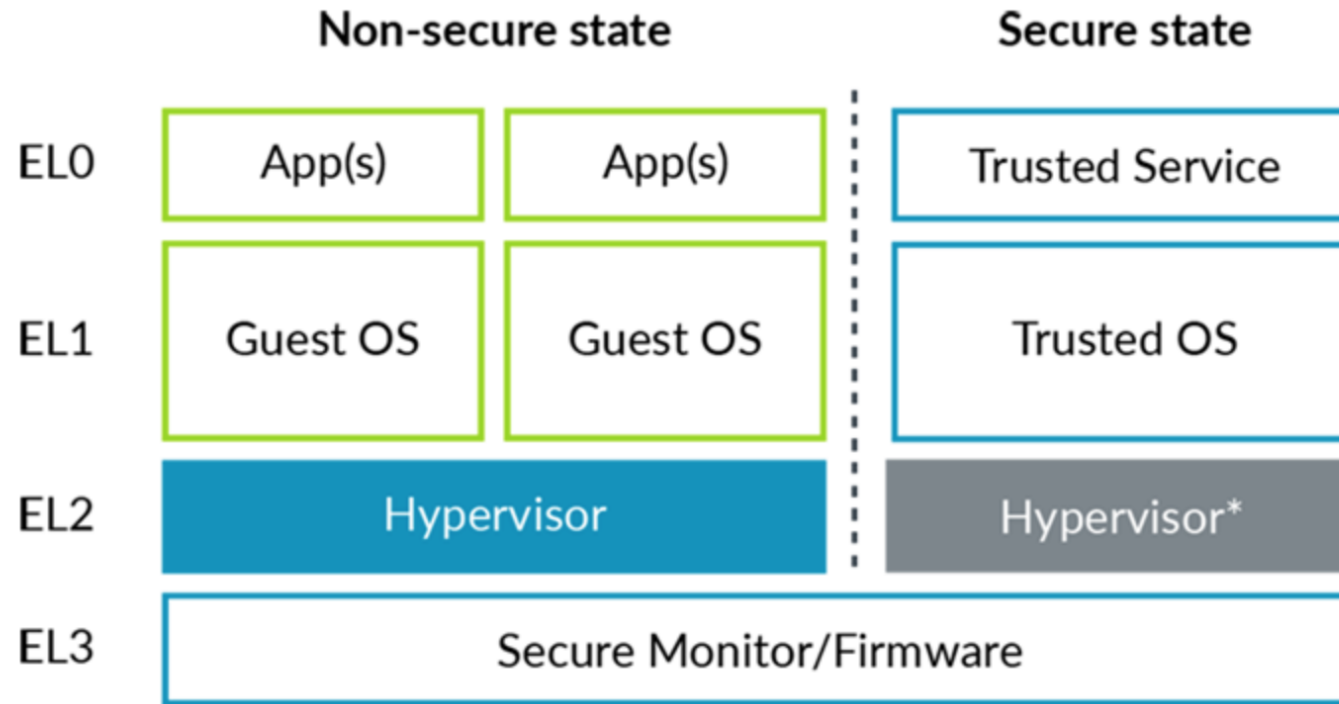 Non-secure state
Secure state
EL0
App(s)
App(s)
Trusted Service
EL1
Guest OS
Guest OS
Trusted OS
EL2
Hypervisor
Hypervisor*
EL3
Secure Monitor/Firmware